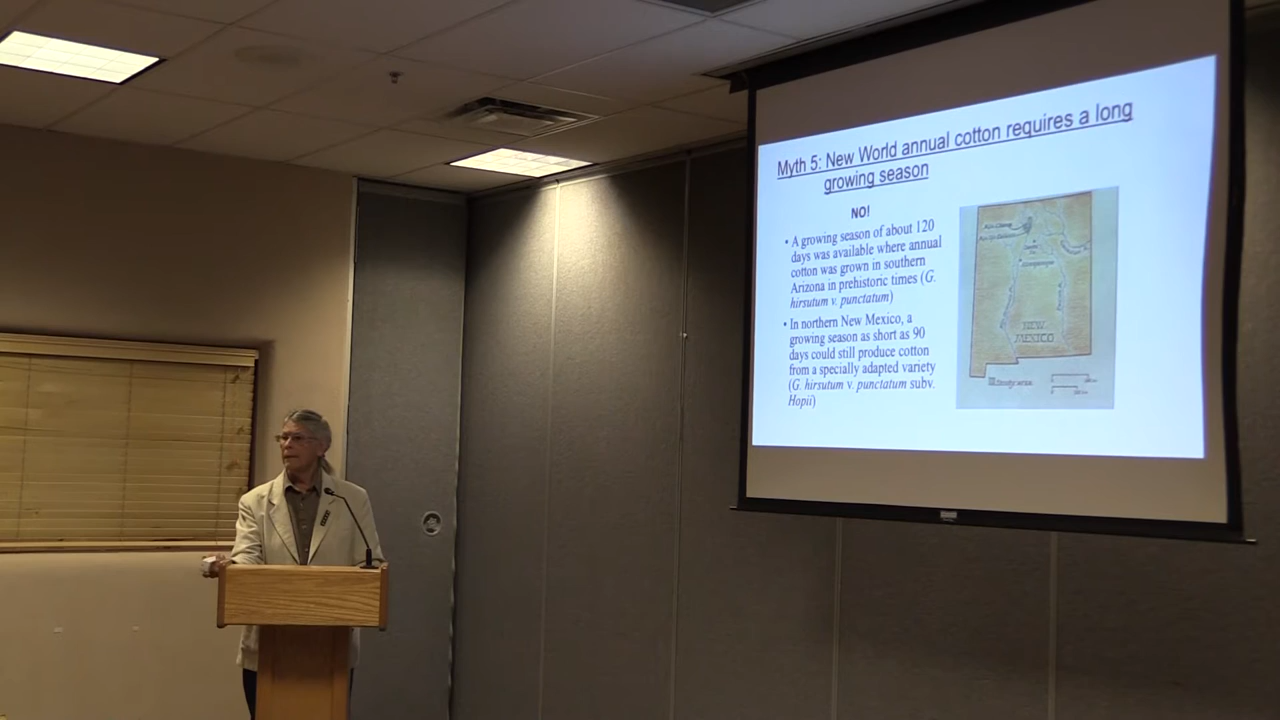 Myth 5: New World annual cotton requires a long
growing season
NO!
• A growing season of about 120
days was available where annual
cotton was grown in southern
Arizona in prehistoric times (G.
hirsutum v. punctatum)
• In northern New Mexico, a
growing season as short as 90
days could still produce cotton
from a specially adapted variety
(G. hirsutum v. punctatum subv.
Hopii)
NEW
MEXICO
Study area